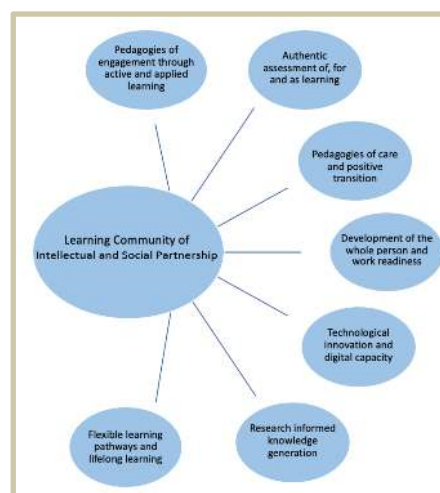 Pedagogies of
engagement through
active and applied
learning
Authentic
assessment of, for
and as learning
Pedagogies of care
and positive
transition
Learning Community of
Intellectual and Social Partnership
Development of the
whole person and
work readiness
Technological
innovation and
digital capacity
Research informed
knowledge
generation
Flexible learning
pathways and
lifelong learning